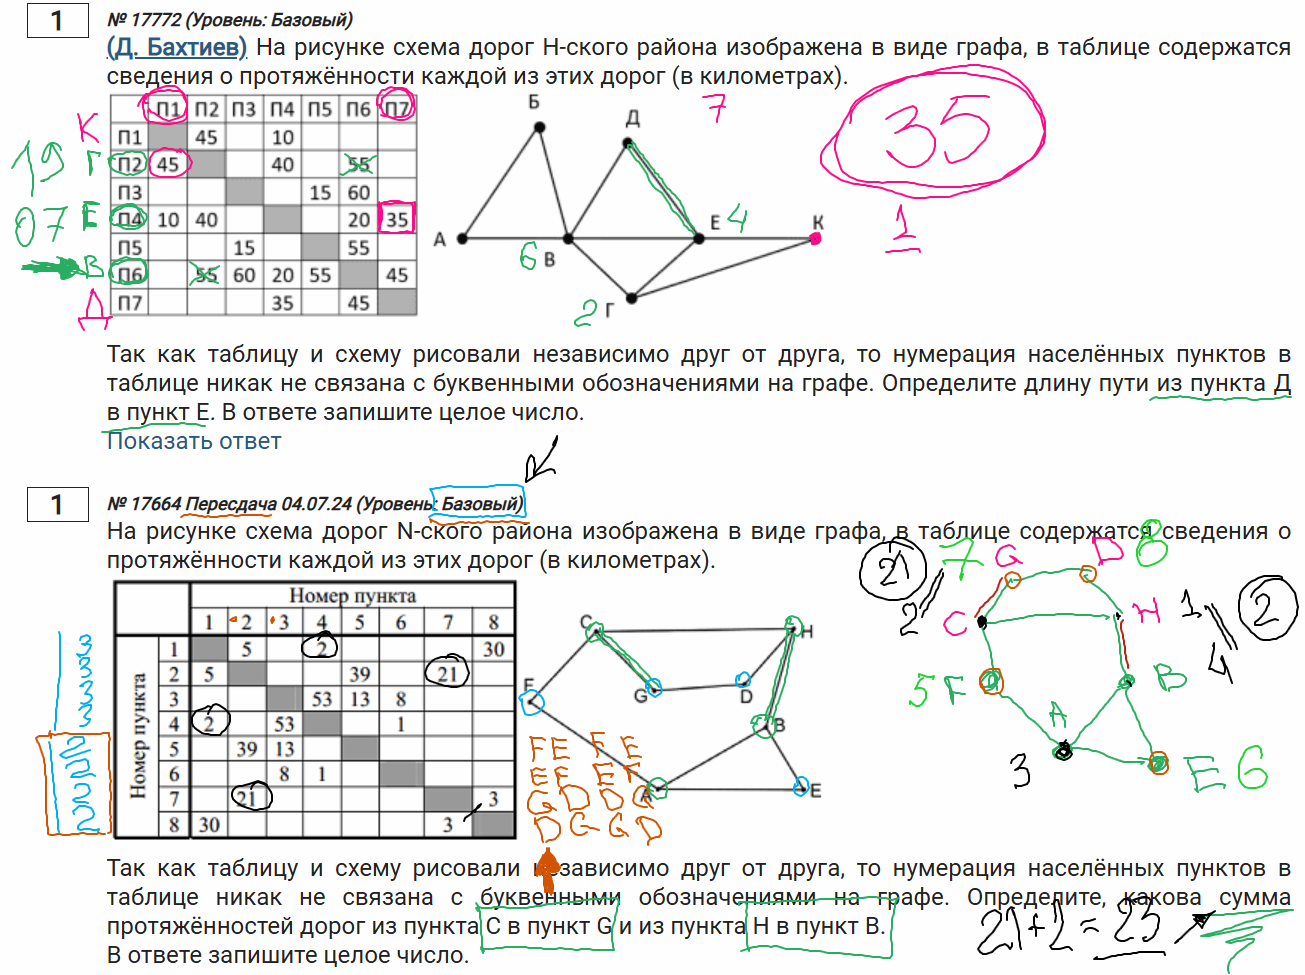 1
№ 17772 (Уровень: Базовый)
(Д. Бахтиев) На рисунке схема дорог Н-ского района изображена в виде графа, в таблице содержатся
сведения о протяжённости каждой из этих дорог (в километрах).
П1 П2 П3 П4 П5 П6 П7
К П1 45 10
19 Г П2 45 40 55
П3 15 60
07 Е П4 10 40 20 35
П5 15 55
В П6 55 60 20 55 45
Д П7 35 45
Б
Д
7
А
6
В
Е
4
К
2
Г
35
1
Так как таблицу и схему рисовали независимо друг от друга, то нумерация населённых пунктов в
таблице никак не связана с буквенными обозначениями на графе. Определите длину пути из пункта Д
в пункт Е. В ответе запишите целое число.
Показать ответ
1
№ 17664 Пересдача 04.07.24 (Уровень: Базовый)
На рисунке схема дорог N-ского района изображена в виде графа, в таблице содержатся сведения о
протяжённости каждой из этих дорог (в километрах).
Номер пункта
1 2 3 4 5 6 7 8
Номер пункта
1 5 2 30
2 5 39 21
3 53 13 8
4 2 53 1
5 39 13
6 8 1
7 21 3
8 30 3
3
3
3
3
2
2
2
2
C
H
F
G
D
B
A
E
FE F E
EF E F
G D D G
D G G D
21
7 G D 8
2 C H 1
4
2
5 F B
A
3
E 6
Так как таблицу и схему рисовали независимо друг от друга, то нумерация населённых пунктов в
таблице никак не связана с буквенными обозначениями на графе. Определите, какова сумма
протяжённостей дорог из пункта C в пункт G и из пункта H в пункт B.
В ответе запишите целое число.
21+2=23